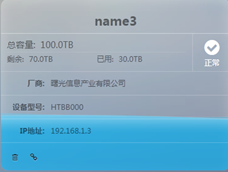 name3
总容量: 100.0TB
剩余: 70.0TB 已用: 30.0TB
正常
厂商: 曙光信息产业有限公司
设备型号: HTBB000
IP地址: 192.168.1.3